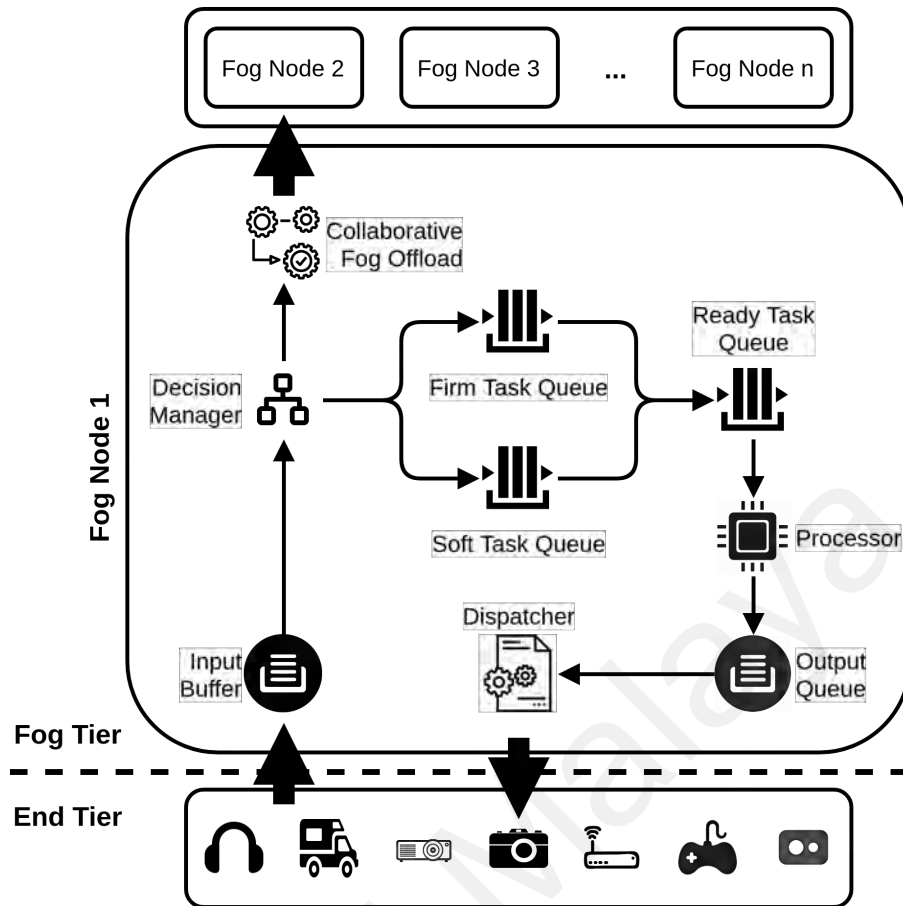 Fog Node 2
Fog Node 3
...
Fog Node n
Collaborative
Fog Offload
Ready Task
Queue
Decision
Manager
Firm Task Queue
Fog Node 1
Soft Task Queue
Processor
Dispatcher
Input
Buffer
Output
Queue
Fog Tier
End Tier
Malaya